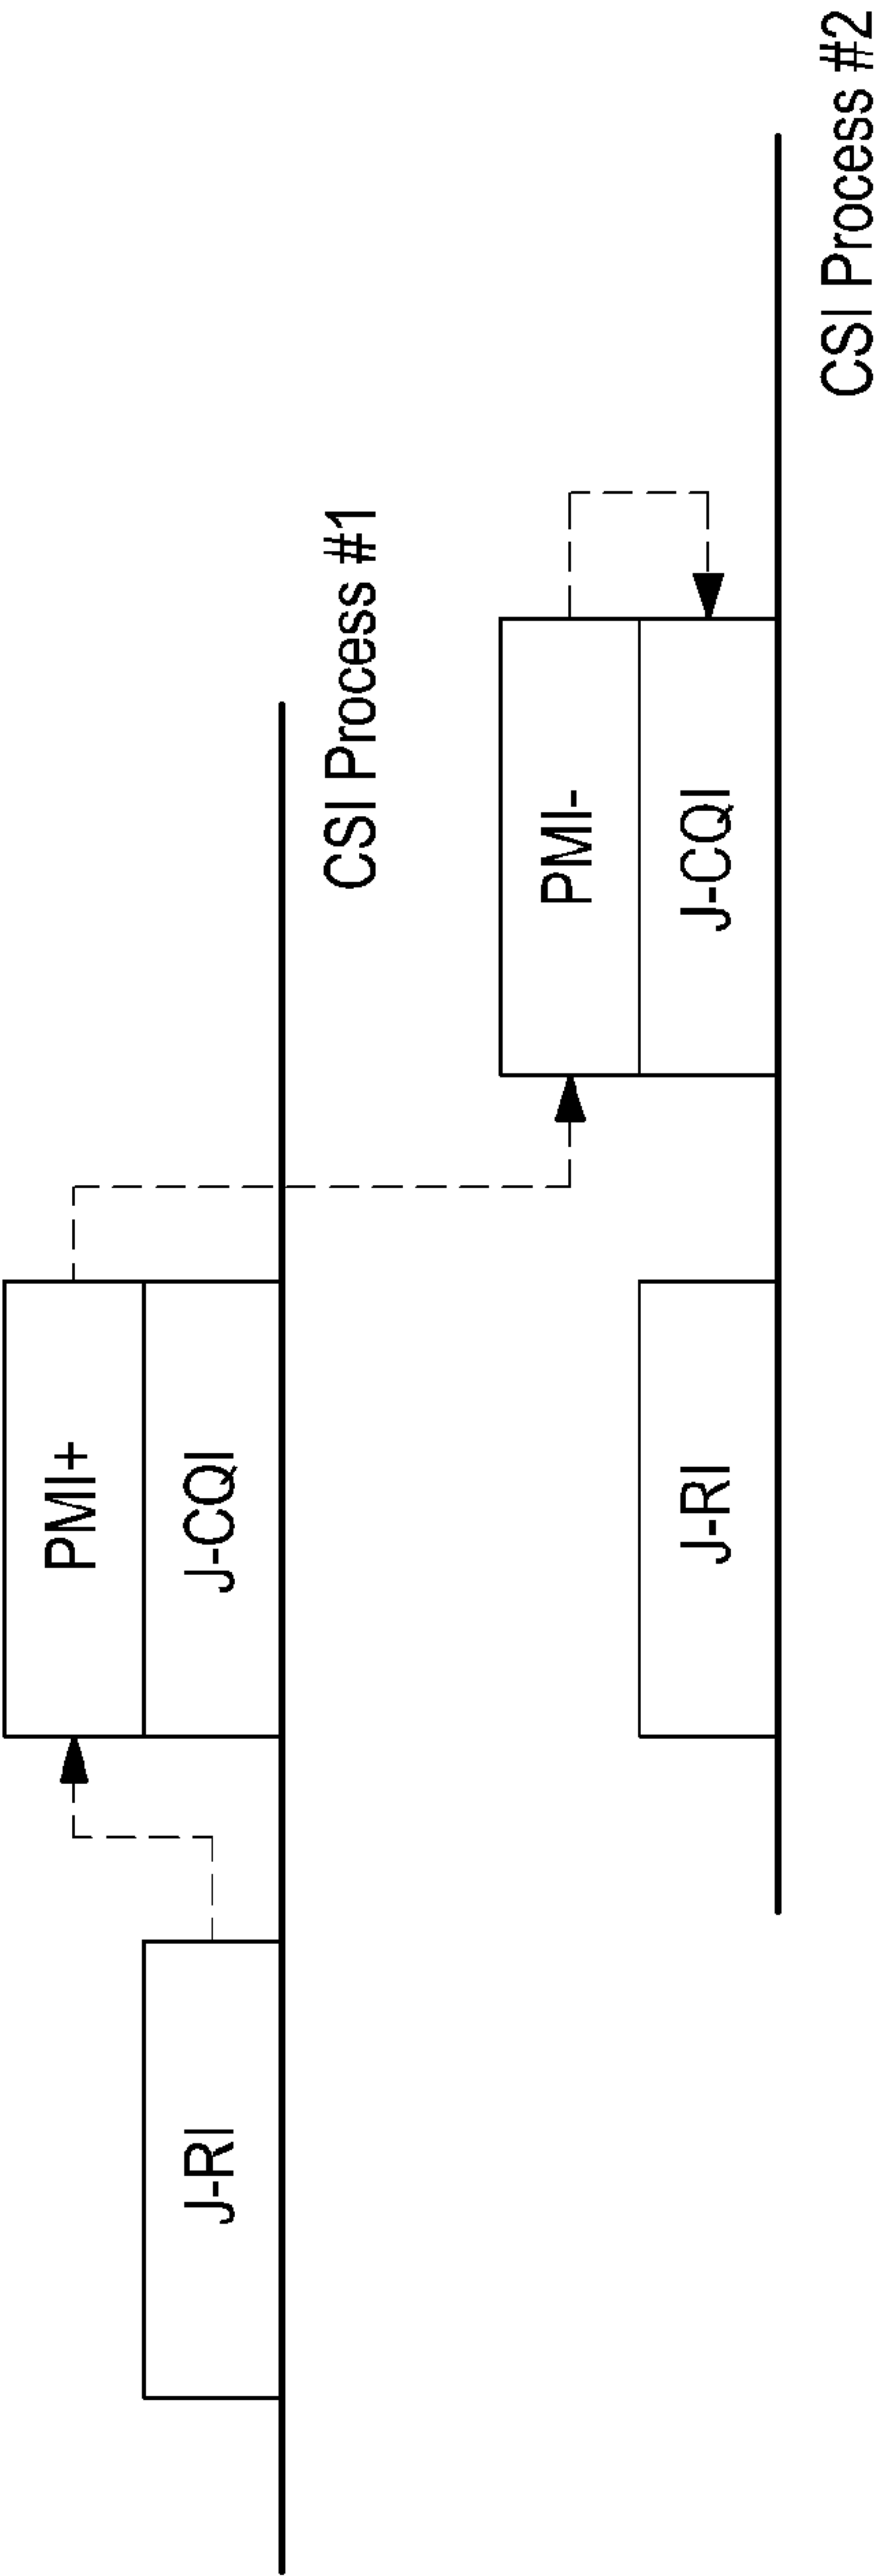 PMI+
J-RI
J-CQI
CSI Process #1
PMI-
J-RI
J-CQI
CSI Process #2